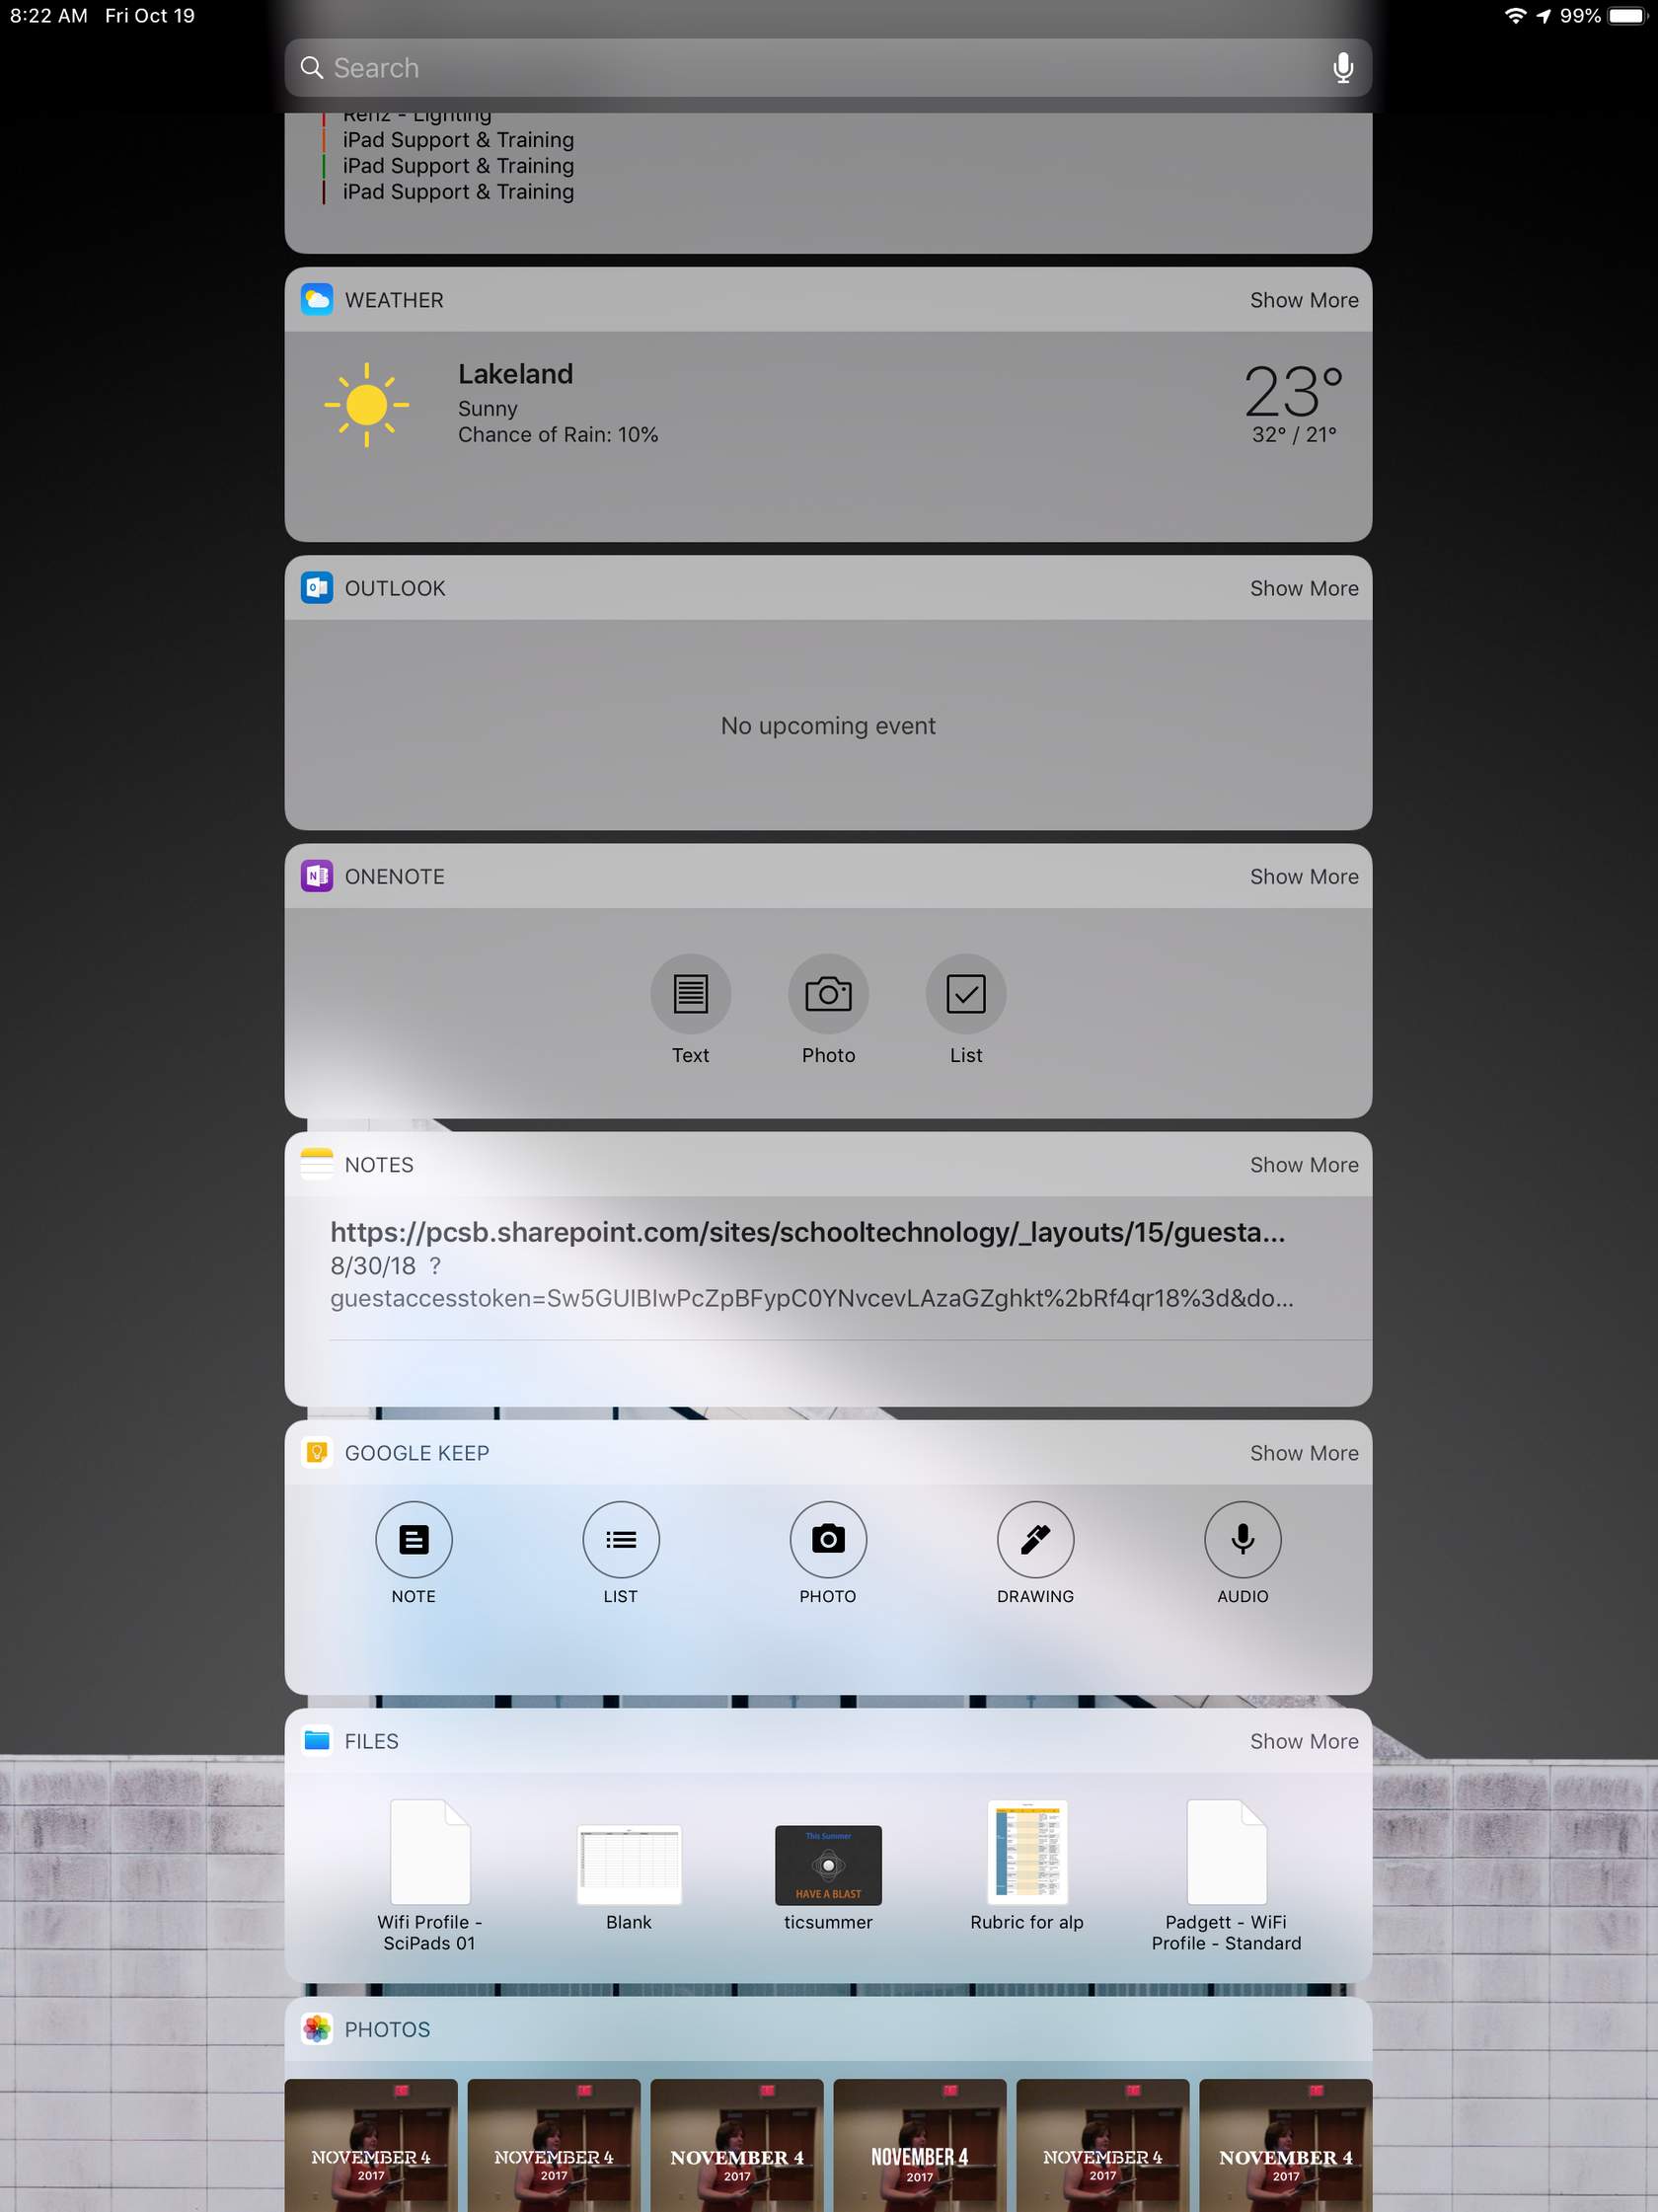 8:22 AM Fri Oct 19
99%
Search
Renz - Lighting
iPad Support & Training
iPad Support & Training
iPad Support & Training
WEATHER
Show More
Lakeland
Sunny
Chance of Rain: 10%
23°
32° / 21°
OUTLOOK
Show More
No upcoming event
ONENOTE
Show More
Text Photo List
NOTES
Show More
https://pcsb.sharepoint.com/sites/schooltechnology/_layouts/15/guesta...
8/30/18 ?
guestaccesstoken=Sw5GUIBIwPcZpBFypC0YNvcevLAzaGZghkt%2bRf4qr18%3d&do...
GOOGLE KEEP
Show More
NOTE LIST PHOTO DRAWING AUDIO
FILES
Show More
This Summer
HAVE A BLAST
Wifi Profile -
SciPads 01
Blank
ticsummer
Rubric for alp
Padgett - WiFi
Profile - Standard
PHOTOS
NOVEMBER 4
2017
NOVEMBER 4
2017
NOVEMBER 4
2017
NOVEMBER 4
2017
NOVEMBER 4
2017
NOVEMBER 4
2017